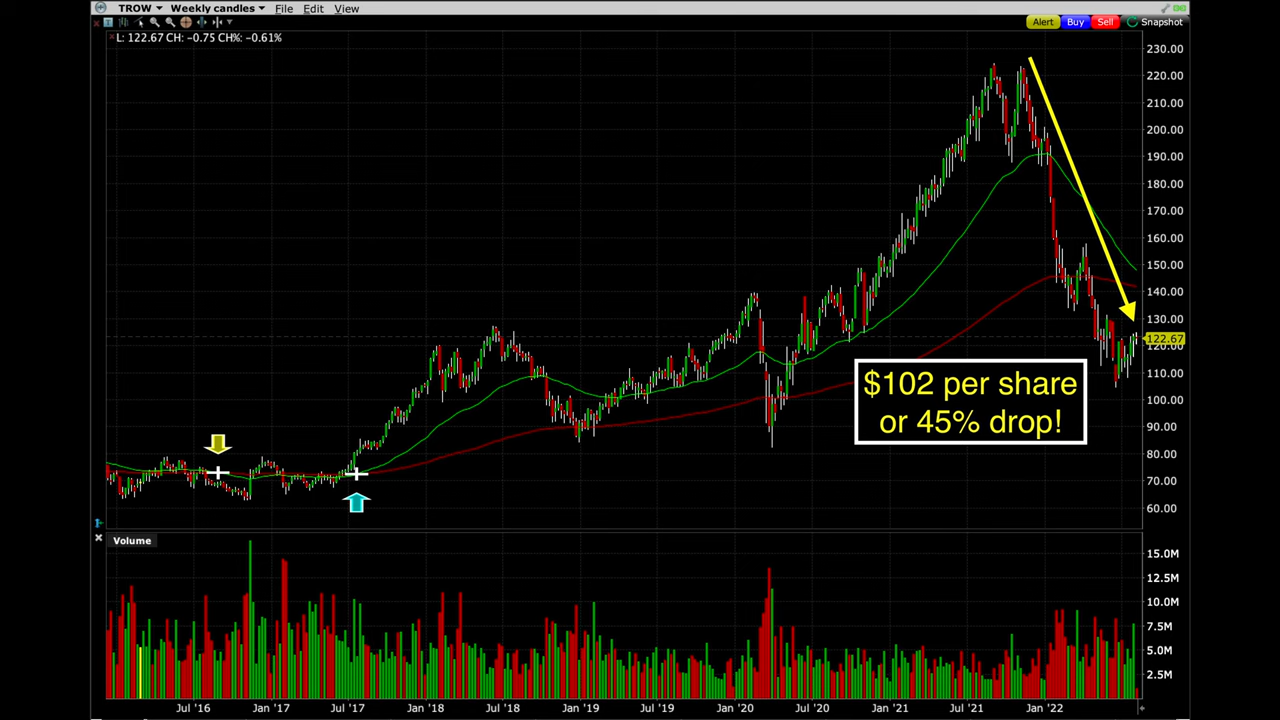 TROW Weekly candles File Edit View
Alert Buy Sell Snapshot
L: 122.67 CH: −0.75 CH%: −0.61%
230.00
220.00
210.00
200.00
190.00
180.00
170.00
160.00
150.00
140.00
130.00
122.67
120.00
110.00
100.00
90.00
80.00
70.00
60.00
$102 per share
or 45% drop!
Volume
15.0M
12.5M
10.0M
7.5M
5.0M
2.5M
Jul '16 Jan '17 Jul '17 Jan '18 Jul '18 Jan '19 Jul '19 Jan '20 Jul '20 Jan '21 Jul '21 Jan '22